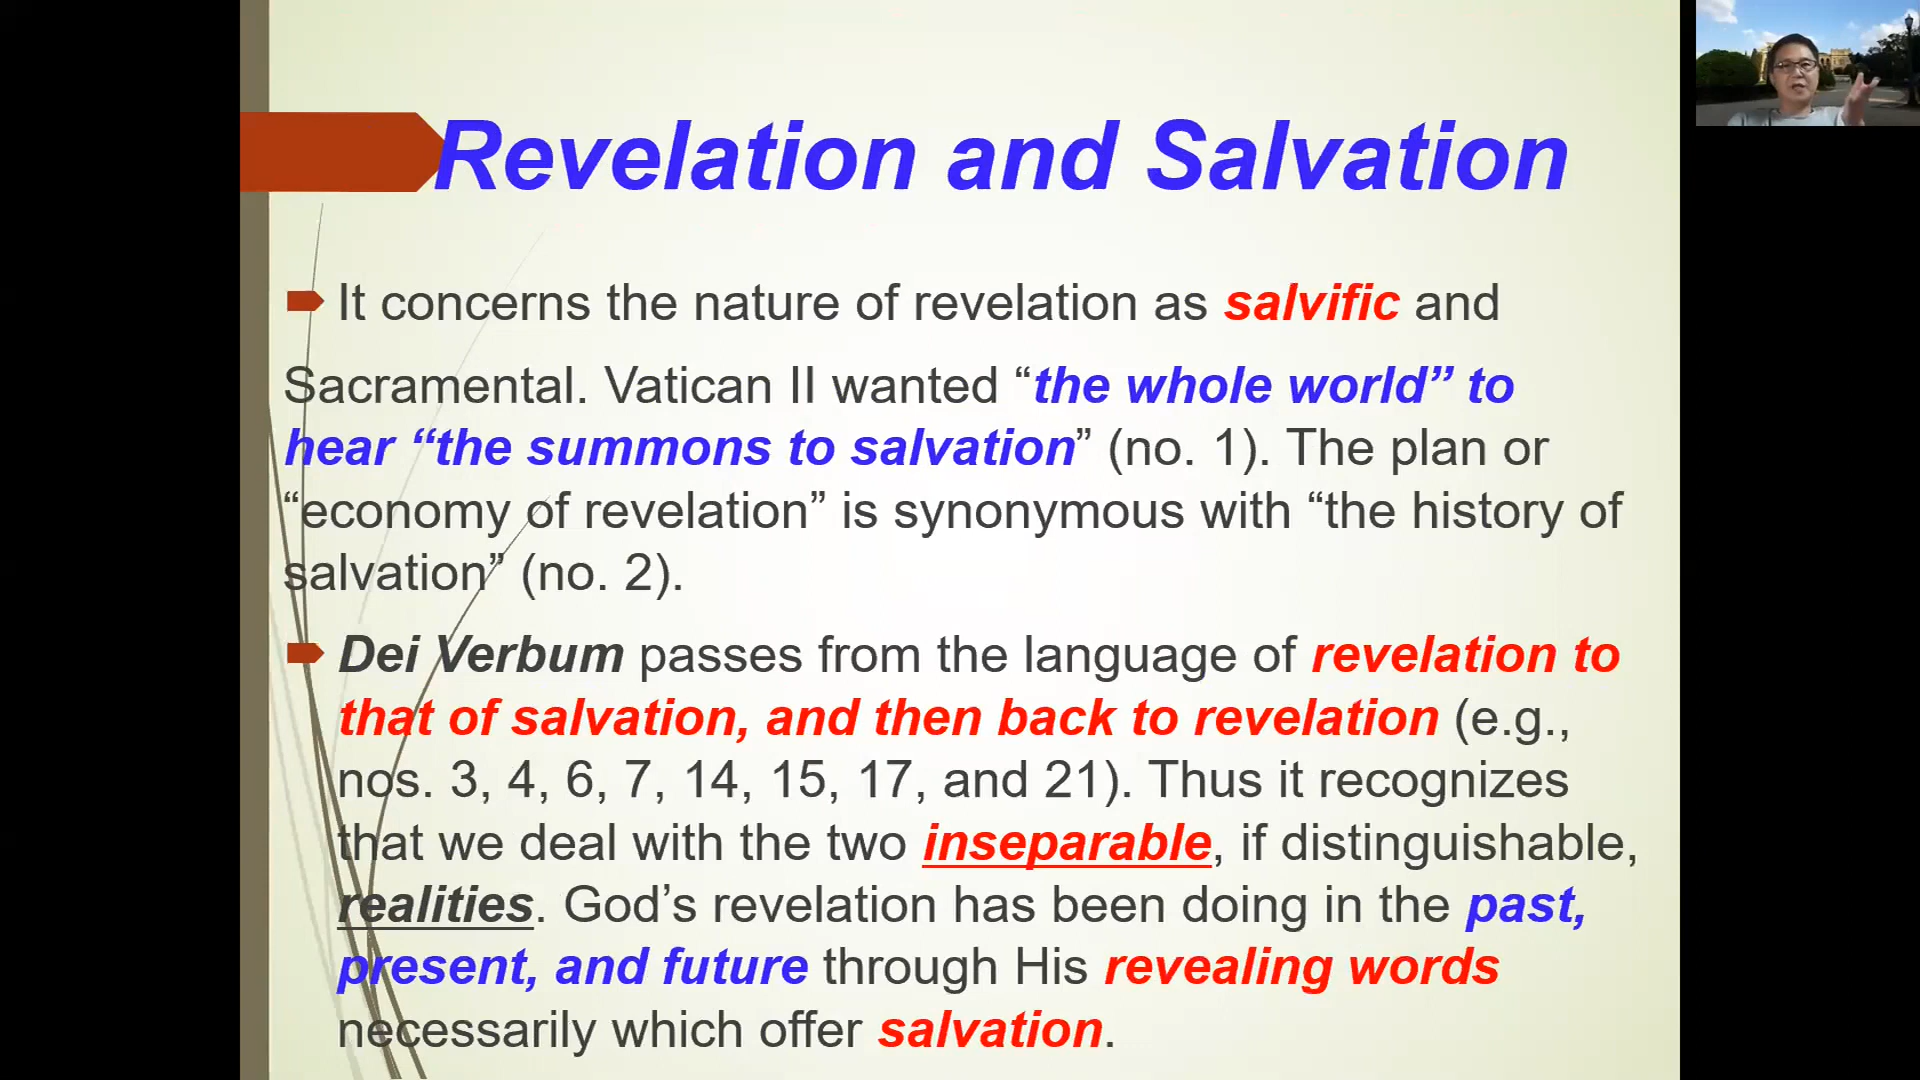 Revelation and Salvation
It concerns the nature of revelation as salvific and
Sacramental. Vatican II wanted “the whole world” to
hear “the summons to salvation” (no. 1). The plan or
“economy of revelation” is synonymous with “the history of
salvation” (no. 2).
Dei Verbum passes from the language of revelation to
that of salvation, and then back to revelation (e.g.,
nos. 3, 4, 6, 7, 14, 15, 17, and 21). Thus it recognizes
that we deal with the two inseparable, if distinguishable,
realities. God’s revelation has been doing in the past,
present, and future through His revealing words
necessarily which offer salvation.